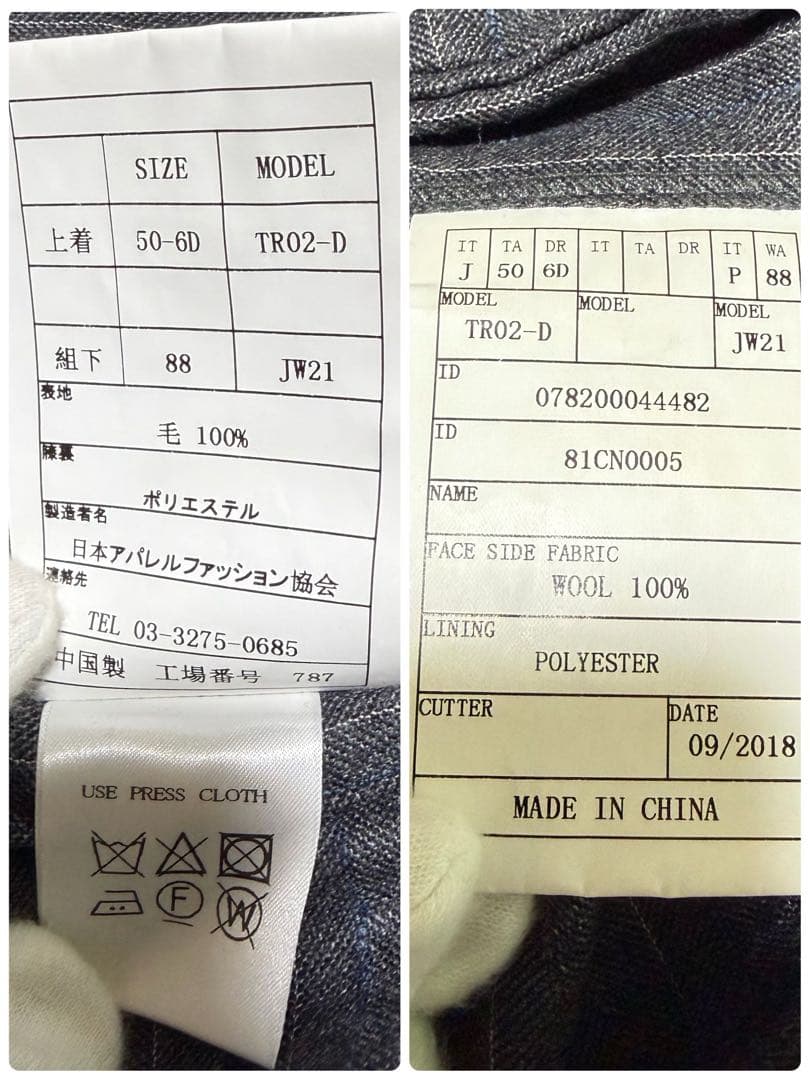 SIZE MODEL
上着 50-6D TR02-D
組下 88 JW21
表地
毛 100%
膝裏
ポリエステル
製造者名
日本アパレルファッション協会
連絡先
TEL 03-3275-0685
中国製 工場番号 787
USE PRESS CLOTH
F
W
IT TA DR IT TA DR IT WA
J 50 6D P 88
MODEL MODEL MODEL
TR02-D JW21
ID
078200044482
ID
81CN0005
NAME
FACE SIDE FABRIC
WOOL 100%
LINING
POLYESTER
CUTTER DATE
09/2018
MADE IN CHINA